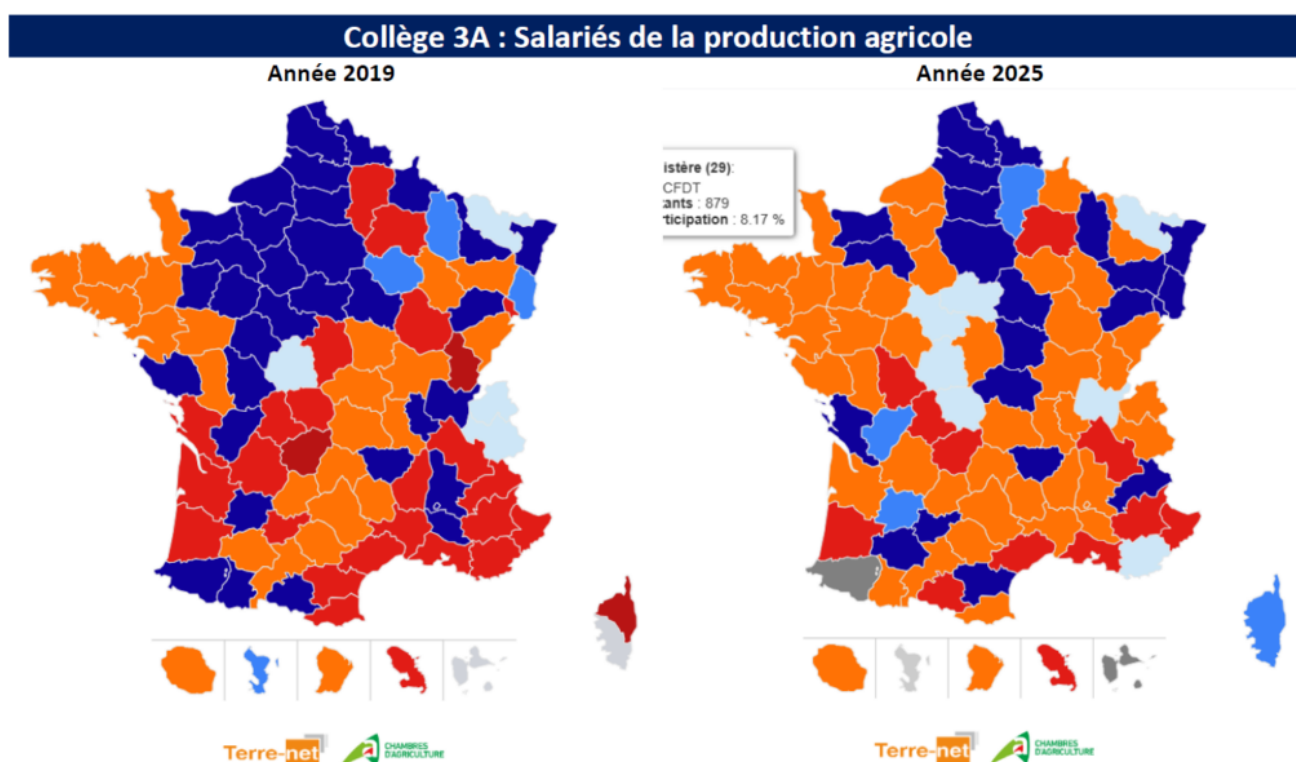 Collège 3A : Salariés de la production agricole
Année 2019
Année 2025
istère (29):
CFDT
ants : 879
rticipation : 8.17 %
Terre-net
CHAMBRES
D'AGRICULTURE
Terre-net
CHAMBRES
D'AGRICULTURE